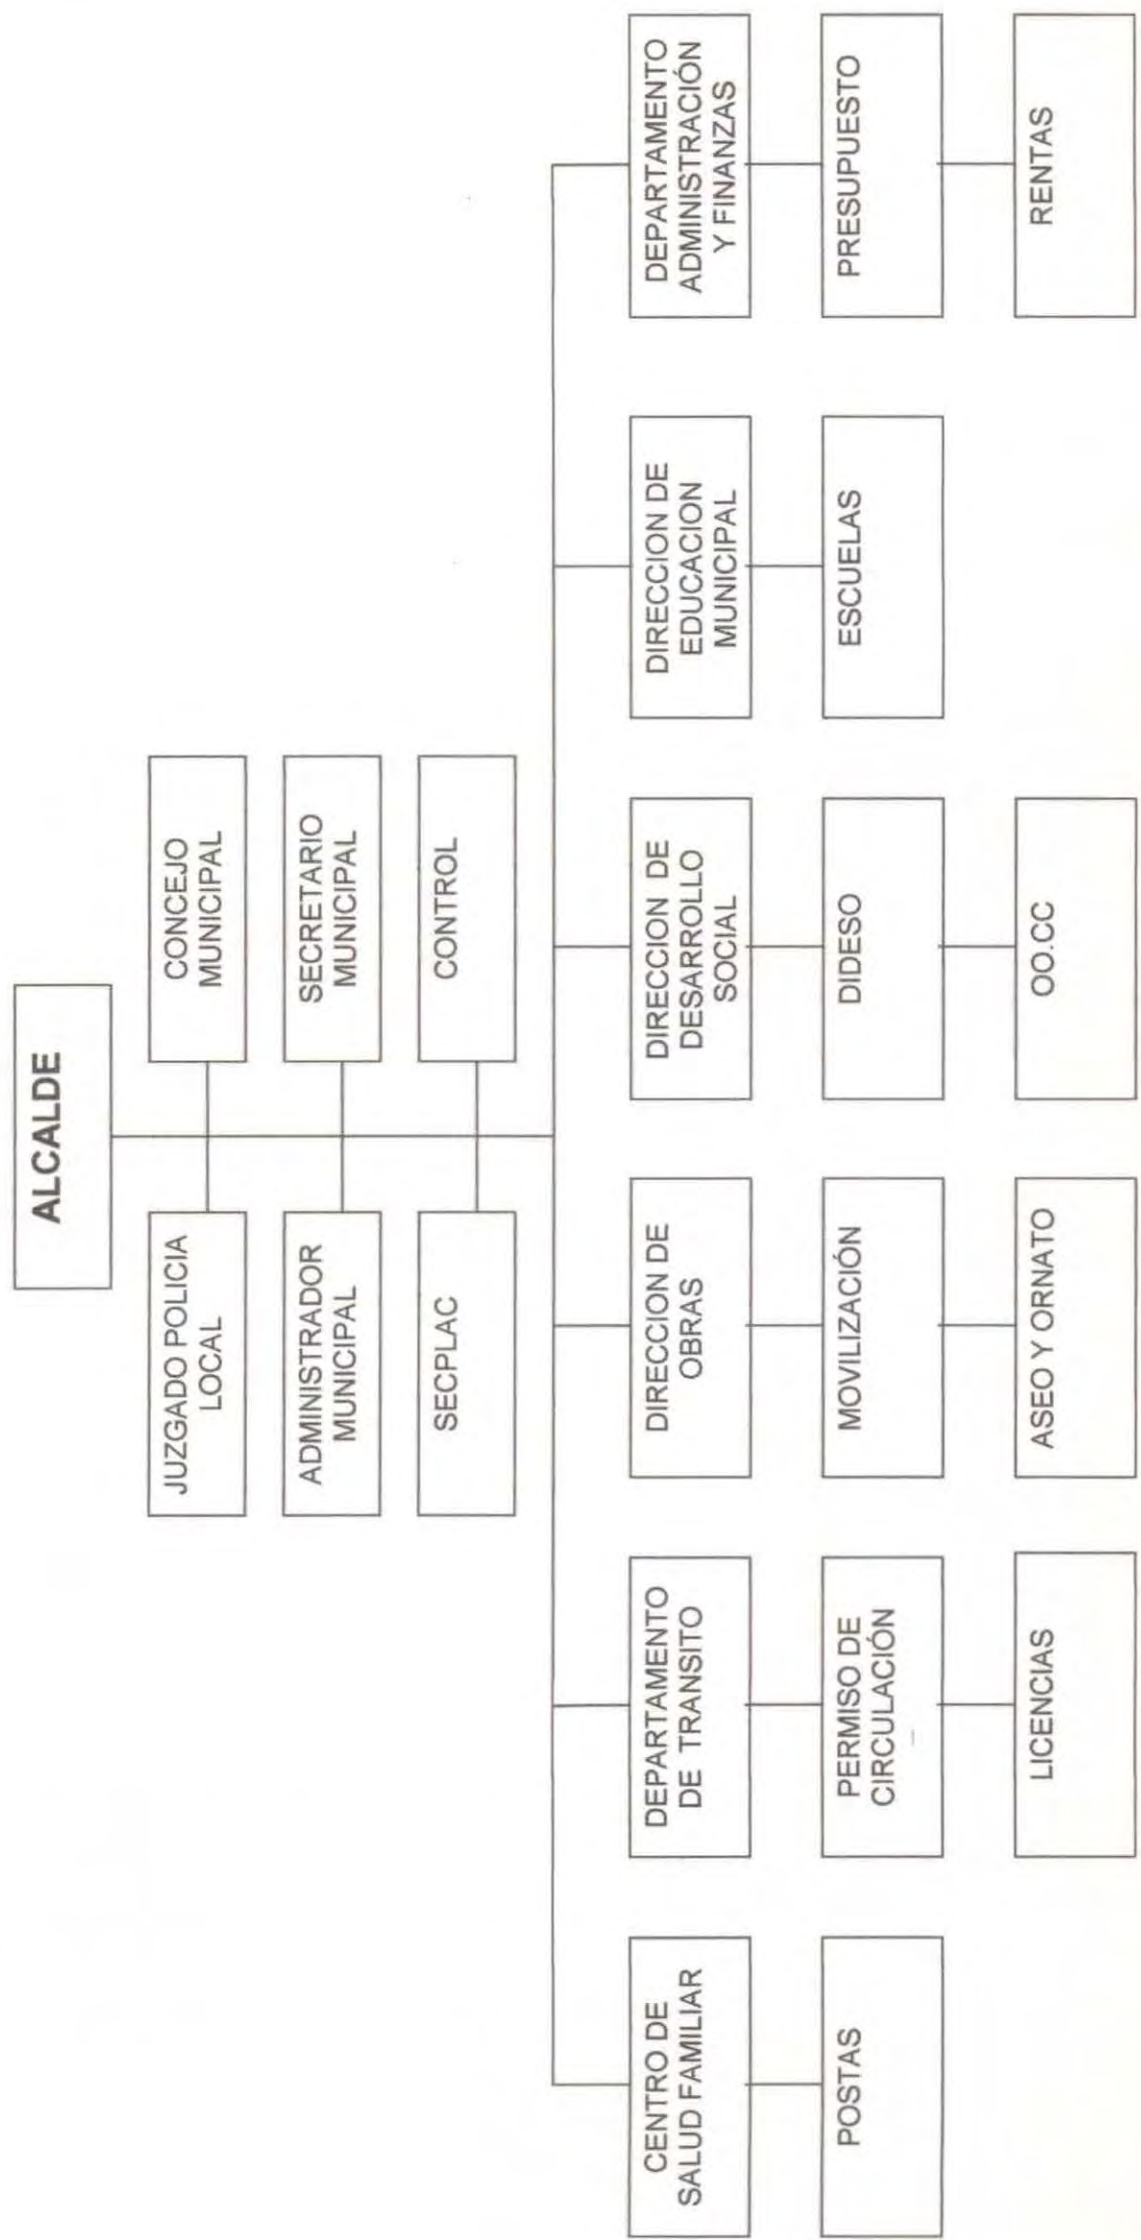 ALCALDE
JUZGADO POLICIA
LOCAL
CONCEJO
MUNICIPAL
ADMINISTRADOR
MUNICIPAL
SECRETARIO
MUNICIPAL
SECPLAC
CONTROL
CENTRO DE
SALUD FAMILIAR
DEPARTAMENTO
DE TRANSITO
DIRECCION DE
OBRAS
DIRECCION DE
DESARROLLO
SOCIAL
DIRECCION DE
EDUCACION
MUNICIPAL
DEPARTAMENTO
ADMINISTRACIÓN
Y FINANZAS
POSTAS
PERMISO DE
CIRCULACIÓN
MOVILIZACIÓN
DIDESO
ESCUELAS
PRESUPUESTO
LICENCIAS
ASEO Y ORNATO
OO.CC
RENTAS